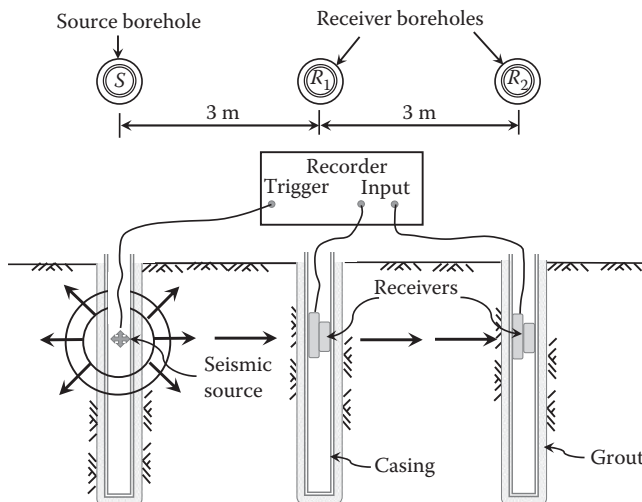 Source borehole
Receiver boreholes
S
R1
R2
3 m
3 m
Recorder
Trigger
Input
Receivers
Seismic
source
Casing
Grout